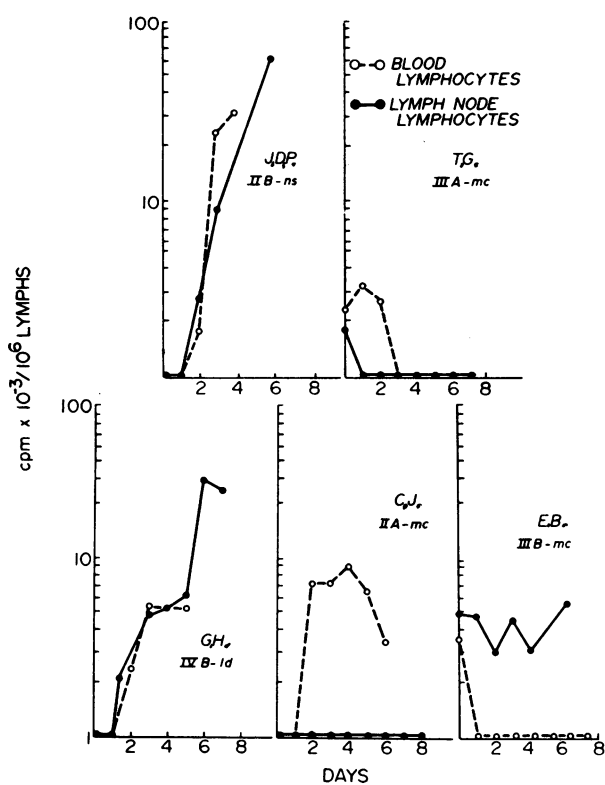 100
BLOOD
LYMPHOCYTES
LYMPH NODE
LYMPHOCYTES
J.D.P.
II B-ns
T.G.
III A-mc
10
2 4 6 8
2 4 6 8
cpm x 10⁻³/10⁶ LYMPHS
100
C.J.
II A-mc
E.B.
III B-mc
10
G.H.
IV B-ld
1
2 4 6 8
2 4 6 8
2 4 6 8
DAYS